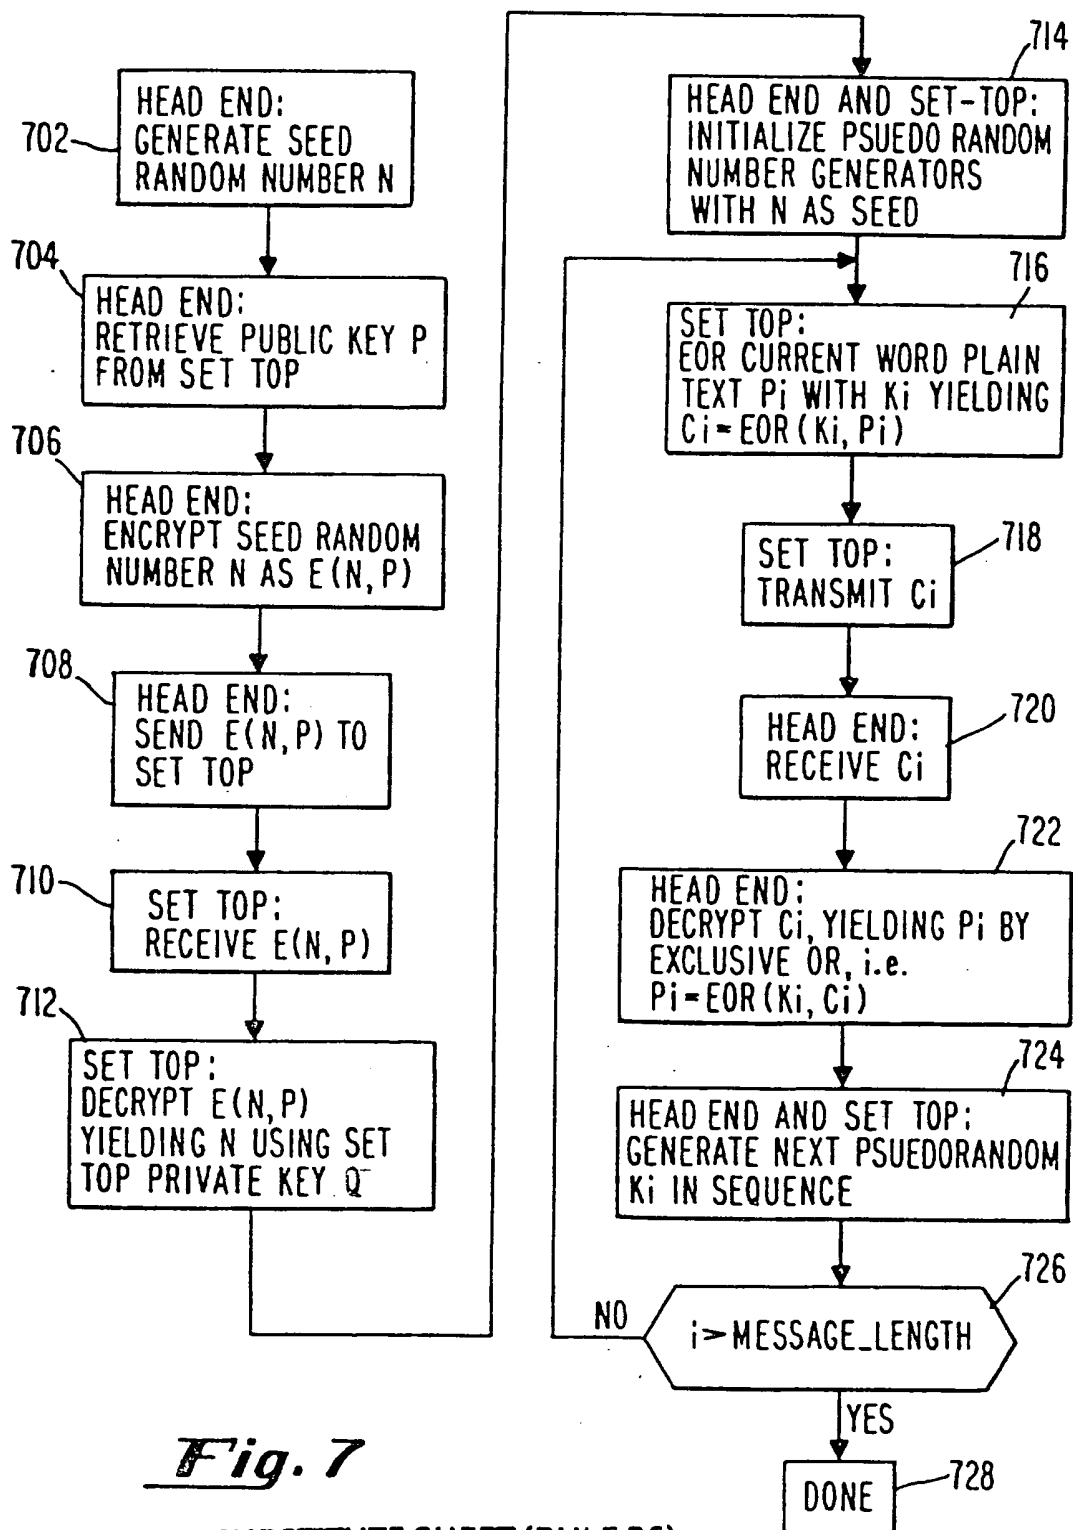 702
HEAD END:
GENERATE SEED
RANDOM NUMBER N
704
HEAD END:
RETRIEVE PUBLIC KEY P
FROM SET TOP
706
HEAD END:
ENCRYPT SEED RANDOM
NUMBER N AS E(N,P)
708
HEAD END:
SEND E(N,P) TO
SET TOP
710
SET TOP:
RECEIVE E(N,P)
712
SET TOP:
DECRYPT E(N,P)
YIELDING N USING SET
TOP PRIVATE KEY Q
714
HEAD END AND SET-TOP:
INITIALIZE PSUEDO RANDOM
NUMBER GENERATORS
WITH N AS SEED
716
SET TOP:
EOR CURRENT WORD PLAIN
TEXT Pi WITH Ki YIELDING
Ci=EOR(Ki,Pi)
718
SET TOP:
TRANSMIT Ci
720
HEAD END:
RECEIVE Ci
722
HEAD END:
DECRYPT Ci, YIELDING Pi BY
EXCLUSIVE OR, i.e.
Pi=EOR(Ki,Ci)
724
HEAD END AND SET TOP:
GENERATE NEXT PSUEDORANDOM
Ki IN SEQUENCE
726
i>MESSAGE_LENGTH
NO
YES
728
DONE
Fig. 7